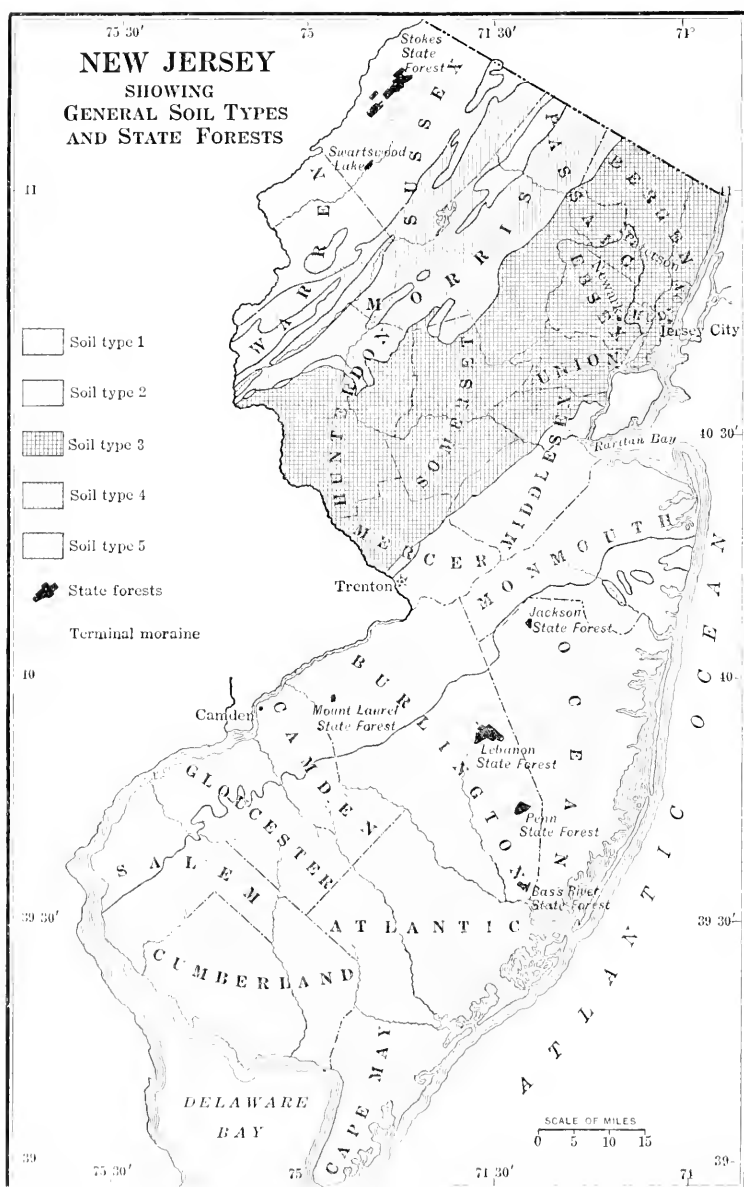 75 30'
75
71 30'
71°
NEW JERSEY
SHOWING
GENERAL SOIL TYPES
AND STATE FORESTS
Stokes
State
Forest
Swartswood
Lake
41
41
SUSSEX
PASSAIC
BERGEN
WARREN
MORRIS
ESSEX
Paterson
Newark
Jersey City
HUNTERDON
SOMERSET
UNION
MIDDLESEX
Raritan Bay
40 30'
MERCER
MONMOUTH
Trenton
Soil type 1
Soil type 2
Soil type 3
Soil type 4
Soil type 5
State forests
Terminal moraine
Jackson
State Forest
OCEAN
40
40
BURLINGTON
Camden
Mount Laurel
State Forest
CAMDEN
Lebanon
State Forest
GLOUCESTER
Penn
State Forest
SALEM
Bass River
State Forest
39 30'
39 30'
ATLANTIC
CUMBERLAND
ATLANTIC OCEAN
CAPE MAY
DELAWARE
BAY
SCALE OF MILES
0 5 10 15
39
39
75 30'
75
71 30'
71